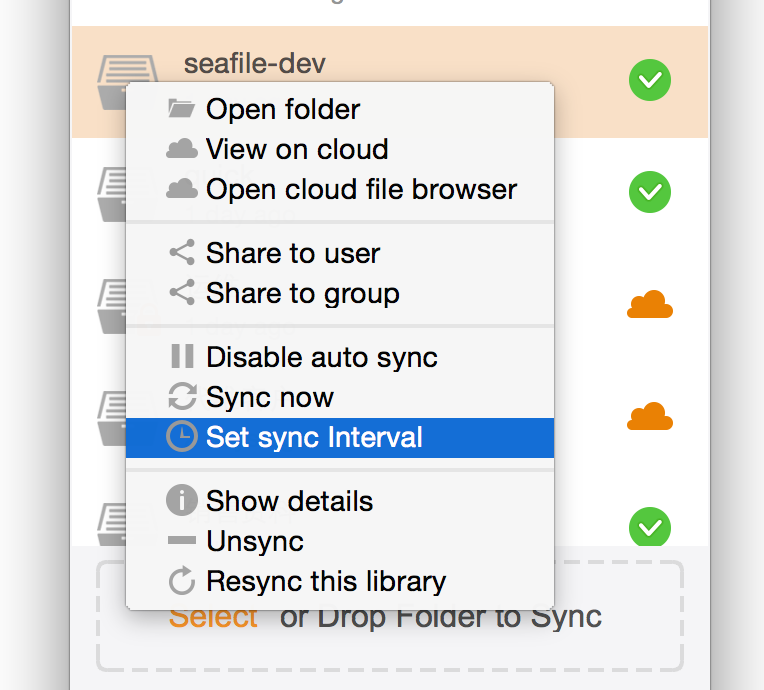 seafile-dev
Open folder
View on cloud
Open cloud file browser
Share to user
Share to group
Disable auto sync
Sync now
Set sync Interval
Show details
Unsync
Resync this library
Select or Drop Folder to Sync